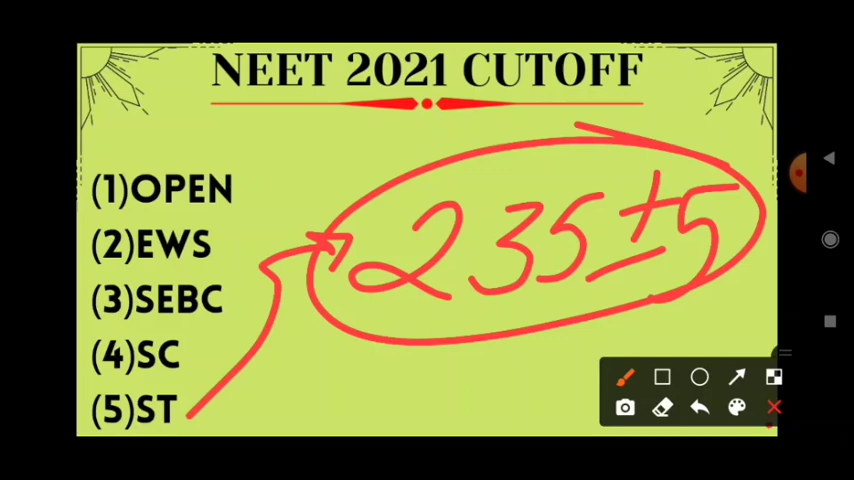 NEET 2021 CUTOFF
(1)OPEN
(2)EWS
(3)SEBC
(4)SC
(5)ST
235±5